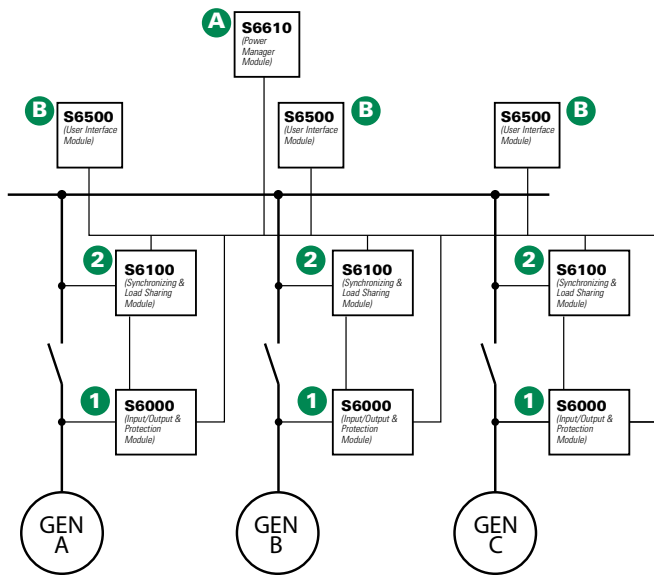 A
S6610
(Power
Manager
Module)
B
S6500
(User Interface
Module)
S6500
(User Interface
Module)
B
S6500
(User Interface
Module)
B
2
S6100
(Synchronizing &
Load Sharing
Module)
2
S6100
(Synchronizing &
Load Sharing
Module)
2
S6100
(Synchronizing &
Load Sharing
Module)
1
S6000
(Input/Output &
Protection
Module)
1
S6000
(Input/Output &
Protection
Module)
1
S6000
(Input/Output &
Protection
Module)
GEN
A
GEN
B
GEN
C